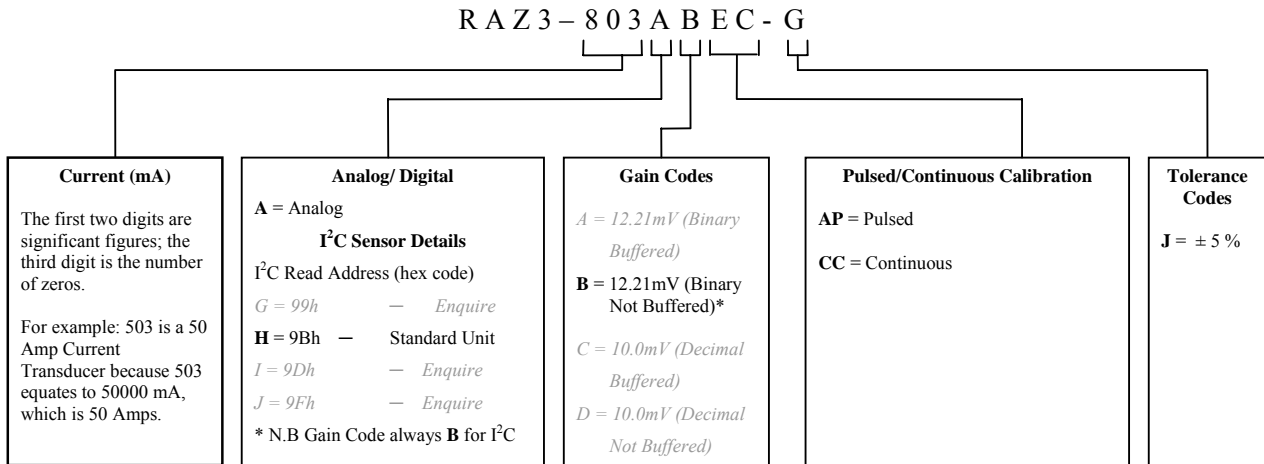 RAZ3–803ABEC-G
Current (mA)
The first two digits are
significant figures; the
third digit is the number
of zeros.
For example: 503 is a 50
Amp Current
Transducer because 503
equates to 50000 mA,
which is 50 Amps.
Analog/ Digital
A = Analog
I²C Sensor Details
I²C Read Address (hex code)
G = 99h — Enquire
H = 9Bh — Standard Unit
I = 9Dh — Enquire
J = 9Fh — Enquire
* N.B Gain Code always B for I²C
Gain Codes
A = 12.21mV (Binary
Buffered)
B = 12.21mV (Binary
Not Buffered)*
C = 10.0mV (Decimal
Buffered)
D = 10.0mV (Decimal
Not Buffered)
Pulsed/Continuous Calibration
AP = Pulsed
CC = Continuous
Tolerance
Codes
J = ± 5 %